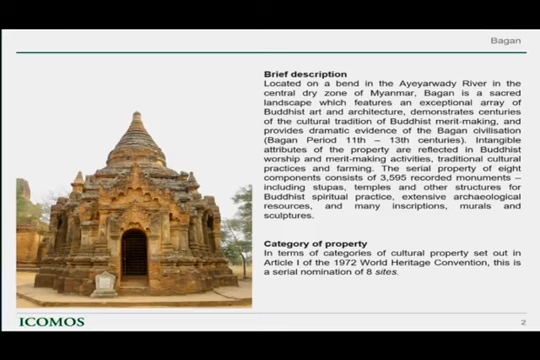 Bagan
Brief description
Located on a bend in the Ayeyarwady River in the
central dry zone of Myanmar, Bagan is a sacred
landscape which features an exceptional array of
Buddhist art and architecture, demonstrates centuries
of the cultural tradition of Buddhist merit-making, and
provides dramatic evidence of the Bagan civilisation
(Bagan Period 11th – 13th centuries). Intangible
attributes of the property are reflected in Buddhist
worship and merit-making activities, traditional cultural
practices and farming. The serial property of eight
components consists of 3,595 recorded monuments –
including stupas, temples and other structures for
Buddhist spiritual practice, extensive archaeological
resources, and many inscriptions, murals and
sculptures.
Category of property
In terms of categories of cultural property set out in
Article I of the 1972 World Heritage Convention, this is
a serial nomination of 8 sites.
ICOMOS
2